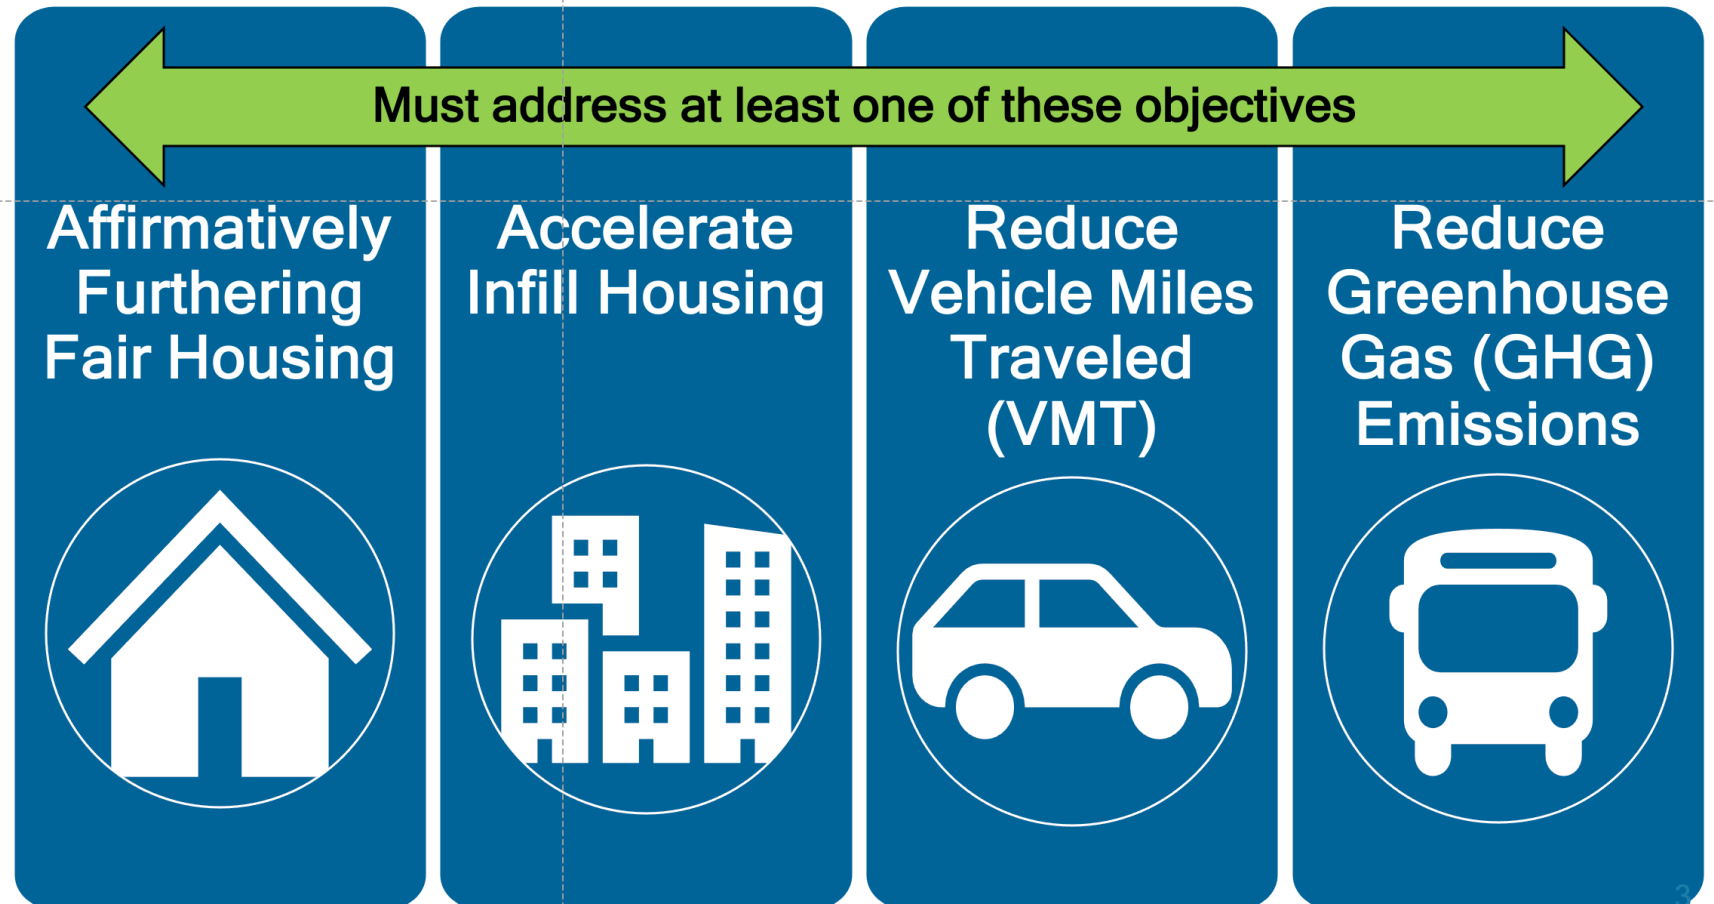 Must address at least one of these objectives
Affirmatively
Furthering
Fair Housing
Accelerate
Infill Housing
Reduce
Vehicle Miles
Traveled
(VMT)
Reduce
Greenhouse
Gas (GHG)
Emissions
3